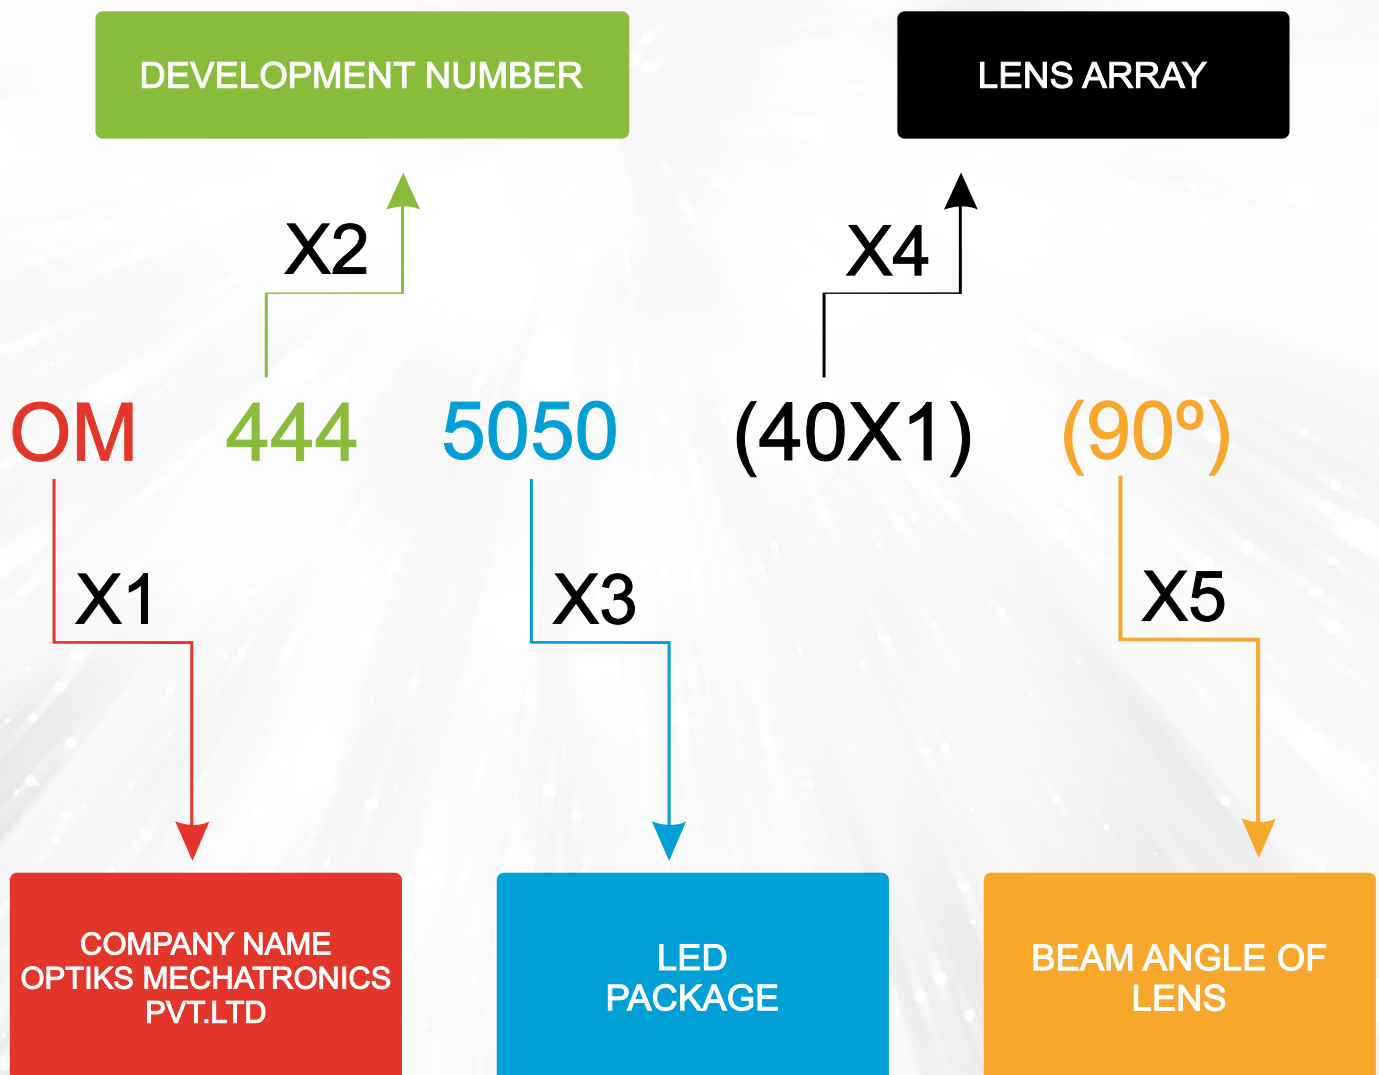 DEVELOPMENT NUMBER
LENS ARRAY
X2
X4
OM 444 5050 (40X1) (90º)
X1
X3
X5
COMPANY NAME
OPTIKS MECHATRONICS
PVT.LTD
LED
PACKAGE
BEAM ANGLE OF
LENS